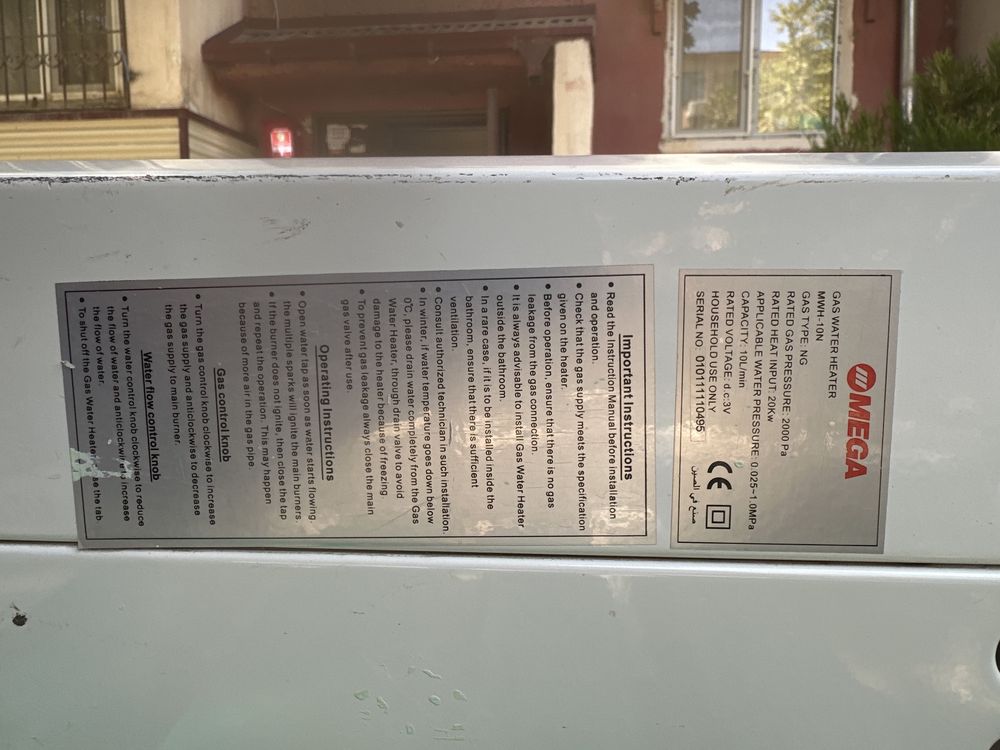 OMEGA
GAS WATER HEATER
MWH-10N
GAS TYPE: NG
RATED GAS PRESSURE: 2000 Pa
RATED HEAT INPUT: 20Kw
APPLICABLE WATER PRESSURE: 0.025~1.0MPa
CAPACITY: 10L/min
RATED VOLTAGE: d.c:3V
HOUSEHOLD USE ONLY
SERIAL NO. 01011110495
CE
صنع في الصين
Important Instructions
• Read the Instruction Manual before installation
and operation.
• Check that the gas supply meets the specification
given on the heater.
• Before operation, ensure that there is no gas
leakage from the gas connection.
• It is always advisable to install Gas Water Heater
outside the bathroom.
• In a rare case, if it is to be installed inside the
bathroom, ensure that there is sufficient
ventilation.
• Consult authorized technician in such installation.
• In winter, if water temperature goes down below
0℃, please drain water completely from the Gas
Water Heater, through drain valve to avoid
damage to the heater because of freezing.
• To prevent gas leakage always close the main
gas valve after use.
Operating Instructions
• Open water tap as soon as water starts flowing
the multiple sparks will ignite the main burners.
• If the burner does not ignite, then close the tap
and repeat the operation. This may happen
because of more air in the gas pipe.
Gas control knob
• Turn the gas control knob clockwise to increase
the gas supply and anticlockwise to decrease
the gas supply to main burner.
Water flow control knob
• Turn the water control knob clockwise to reduce
the flow of water and anticlockwise to increase
the flow of water.
• To shut off the Gas Water Heater the tab